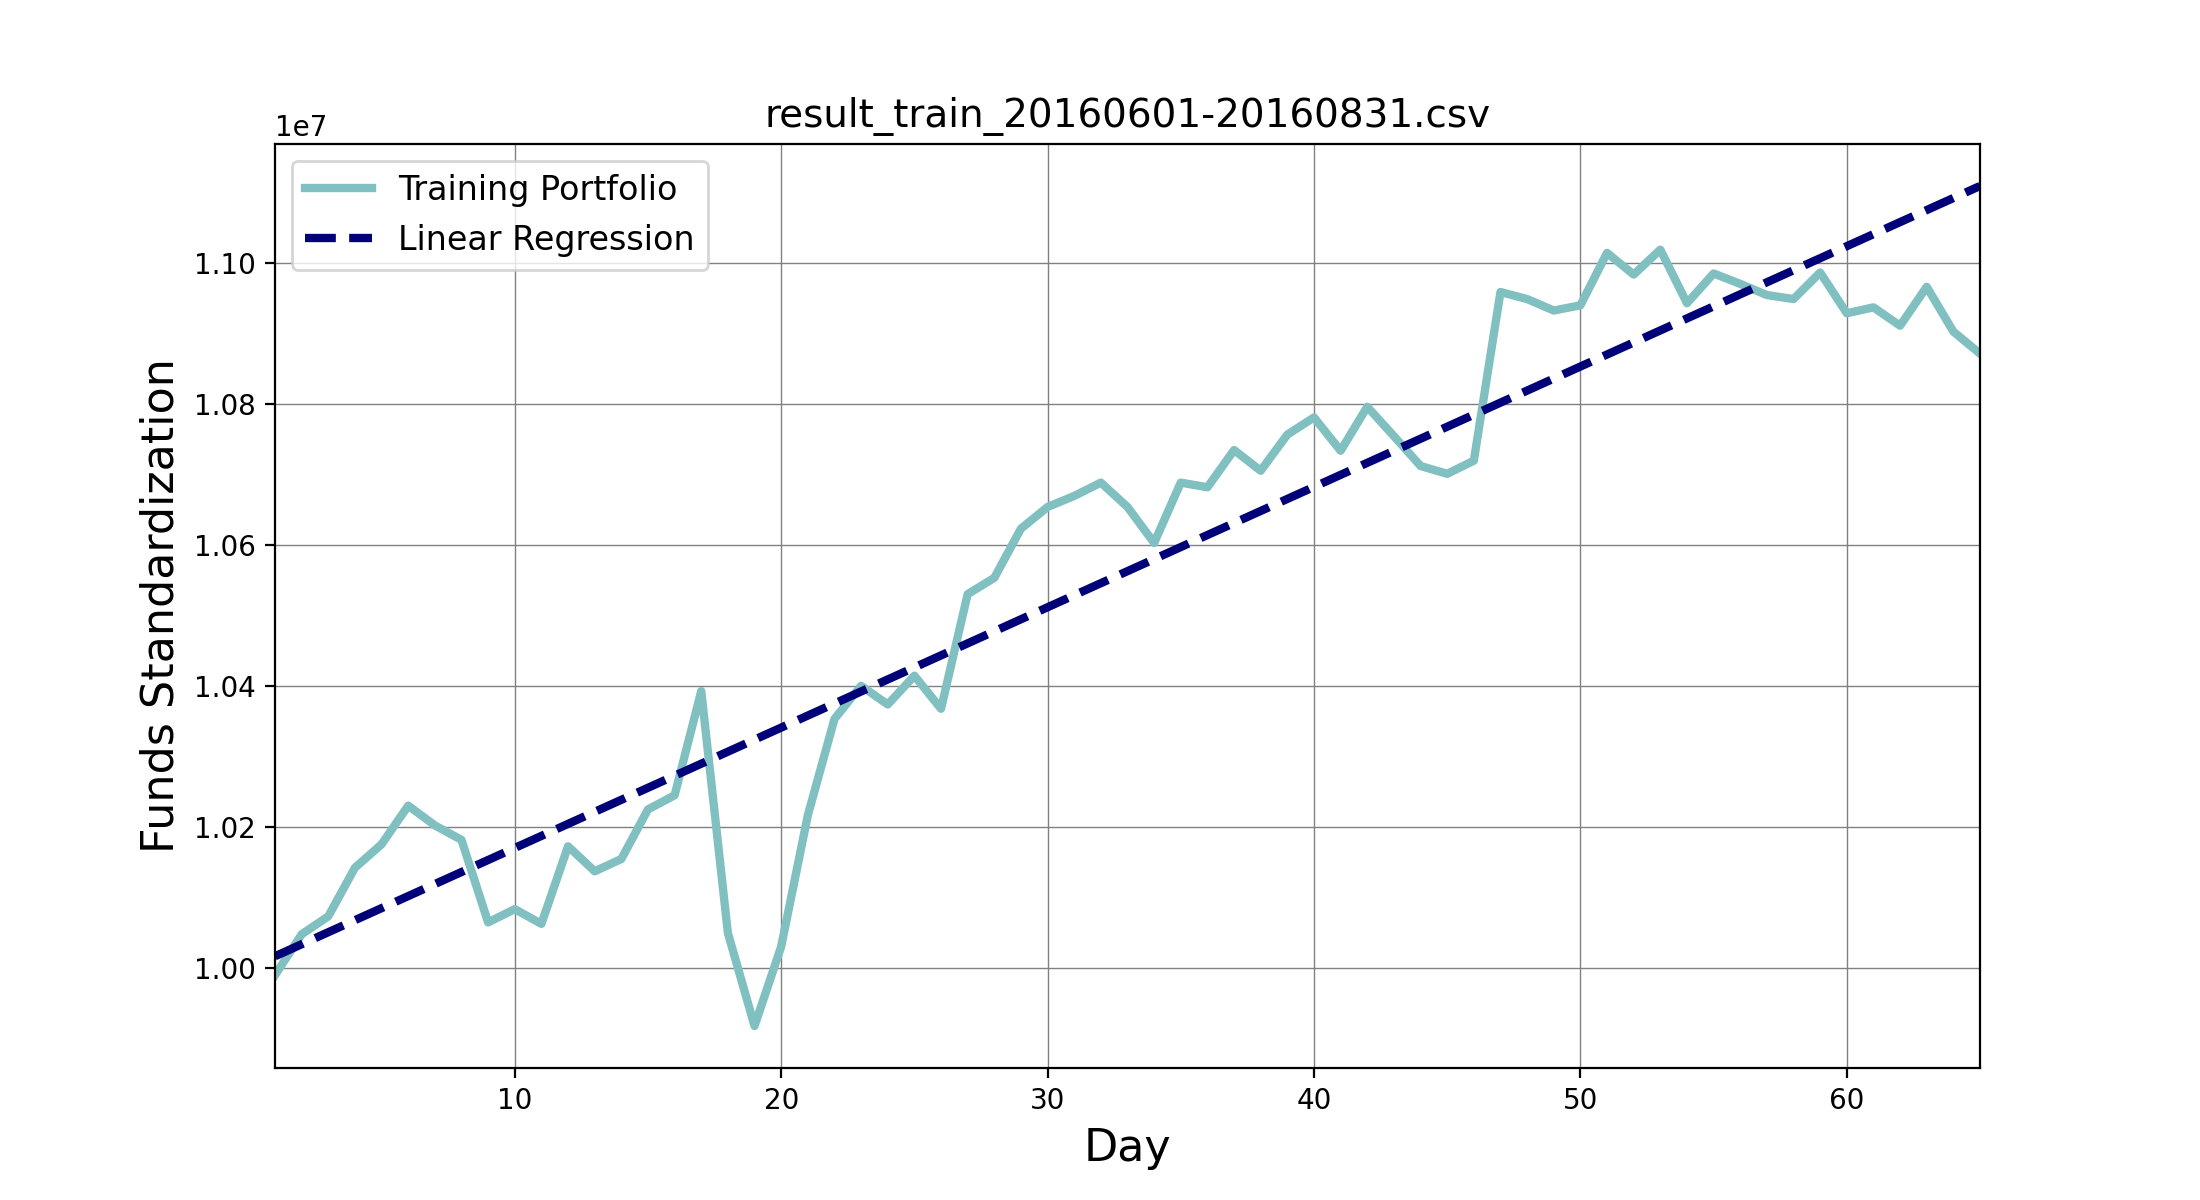 result_train_20160601-20160831.csv
1e7
Training Portfolio
Linear Regression
1.10
1.08
1.06
1.04
1.02
1.00
Funds Standardization
10 20 30 40 50 60
Day